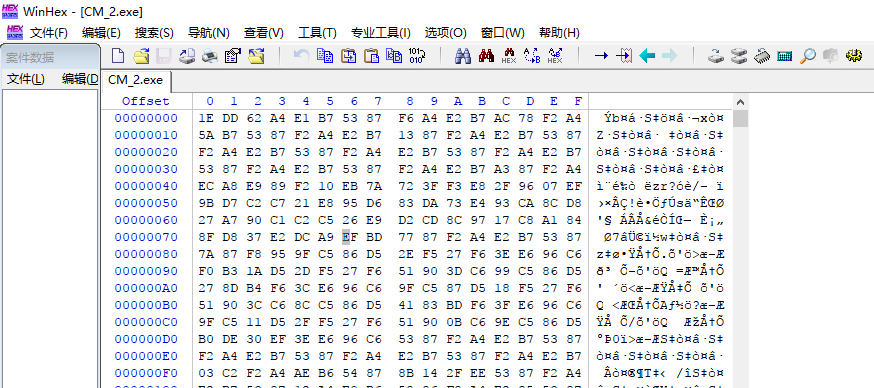 WinHex - [CM_2.exe]
文件(F) 编辑(E) 搜索(S) 导航(N) 查看(V) 工具(T) 专业工具(I) 选项(O) 窗口(W) 帮助(H)
案件数据
文件(L) 编辑(D
CM_2.exe
Offset 0 1 2 3 4 5 6 7 8 9 A B C D E F
00000000 1E DD 62 A4 E1 B7 53 87 F6 A4 E2 B7 AC 78 F2 A4 Ýb¤á·S‡ö¤â·¬xò¤
00000010 5A B7 53 87 F2 A4 E2 B7 13 87 F2 A4 E2 B7 53 87 Z·S‡ò¤â· ‡ò¤â·S‡
00000020 F2 A4 E2 B7 53 87 F2 A4 E2 B7 53 87 F2 A4 E2 B7 ò¤â·S‡ò¤â·S‡ò¤â·
00000030 53 87 F2 A4 E2 B7 53 87 F2 A4 E2 B7 A3 87 F2 A4 S‡ò¤â·S‡ò¤â·£‡ò¤
00000040 EC A8 E9 89 F2 10 EB 7A 72 3F F3 E8 2F 96 07 EF ì¨é‰ò ëzr?óè/– ï
00000050 9B D7 C2 C7 21 E8 95 D6 83 DA 73 E4 93 CA 8C D8 ›×ÂÇ!è•ÖƒÚsä“ÊŒØ
00000060 27 A7 90 C1 C2 C5 26 E9 D2 CD 8C 97 17 C8 A1 84 '§ ÁÂÅ&éÒÍŒ— È¡„
00000070 8F D8 37 E2 DC A9 EF BD 77 87 F2 A4 E2 B7 53 87 Ø7âÜ©ï½w‡ò¤â·S‡
00000080 7A 87 F8 95 9F C5 86 D5 2E F5 27 F6 3E E6 96 C6 z‡ø•ŸÅ†Õ.õ'ö>æ–Æ
00000090 F0 B3 1A D5 2D F5 27 F6 51 90 3D C6 99 C5 86 D5 ð³ Õ-õ'öQ =Æ™Å†Õ
000000A0 27 8D B4 F6 3C E6 96 C6 9F C5 87 D5 18 F5 27 F6 ' ´ö<æ–ÆŸÅ‡Õ õ'ö
000000B0 51 90 3C C6 8C C5 86 D5 41 83 BD F6 3F E6 96 C6 Q <ÆŒÅ†ÕAƒ½ö?æ–Æ
000000C0 9F C5 11 D5 2F F5 27 F6 51 90 0B C6 9E C5 86 D5 ŸÅ Õ/õ'öQ ÆžÅ†Õ
000000D0 B0 DE 30 EF 3E E6 96 C6 53 87 F2 A4 E2 B7 53 87 °Þ0ï>æ–ÆS‡ò¤â·S‡
000000E0 F2 A4 E2 B7 53 87 F2 A4 E2 B7 53 87 F2 A4 E2 B7 ò¤â·S‡ò¤â·S‡ò¤â·
000000F0 03 C2 F2 A4 AE B6 54 87 8B 14 2F EE 53 87 F2 A4 Âò¤®¶T‡‹ /îS‡ò¤